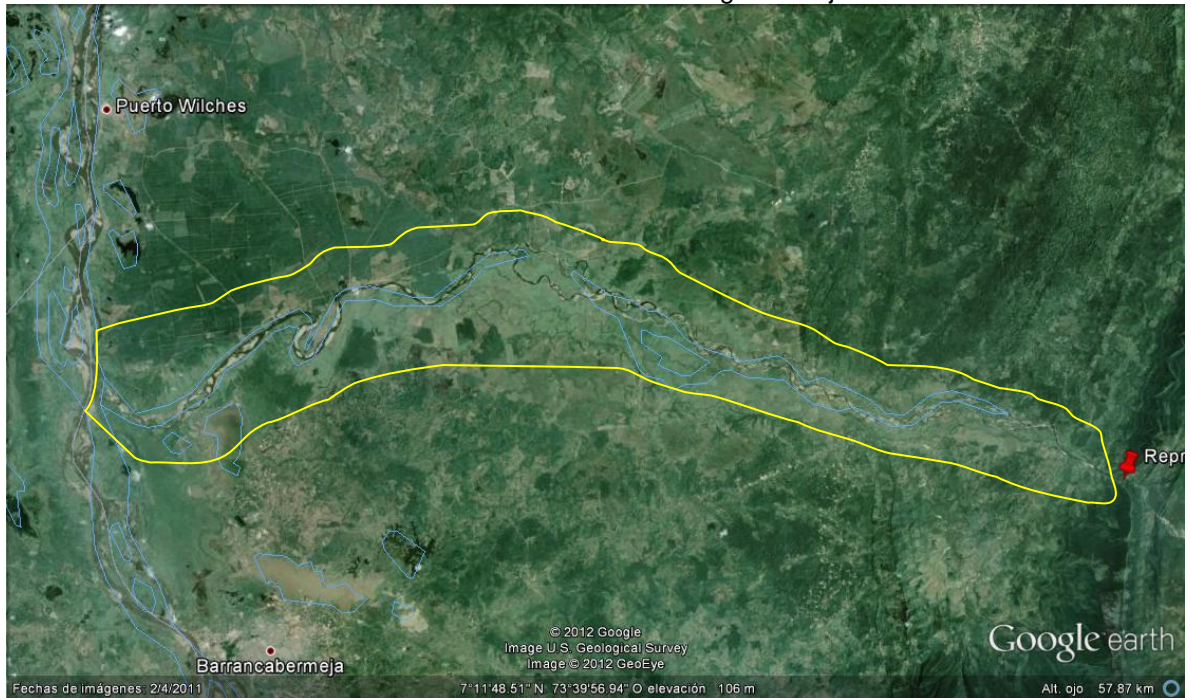 Puerto Wilches
Repr
© 2012 Google
Image U.S. Geological Survey
Image © 2012 GeoEye
Google earth
Barrancabermeja
Fechas de imágenes: 2/4/2011
7°11'48.51" N 73°39'56.94" O elevación 106 m
Alt. ojo 57.87 km